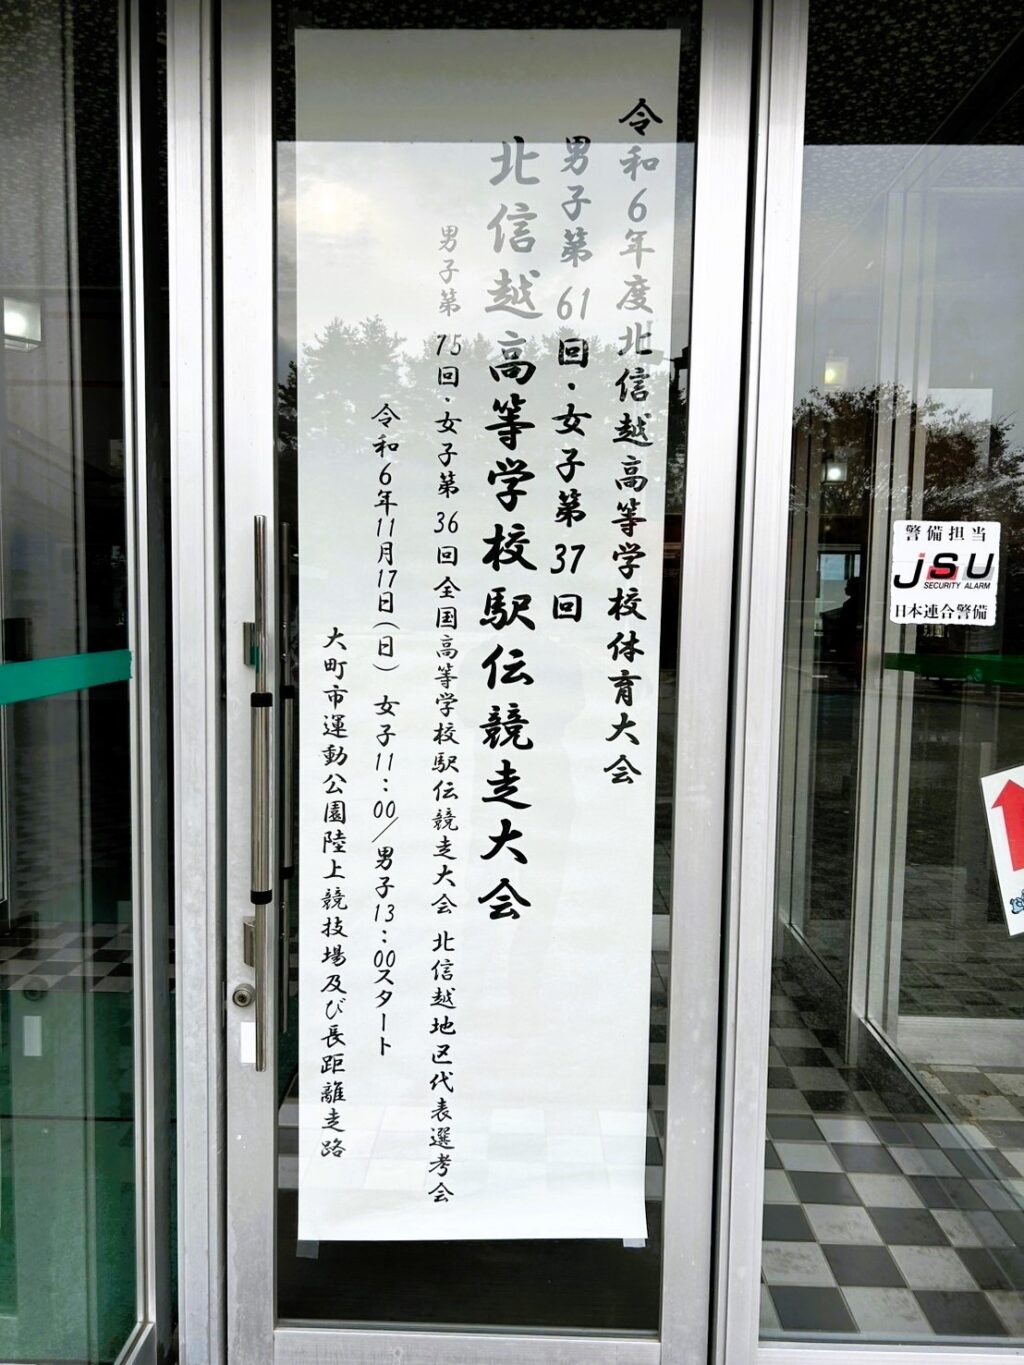 令和6年度北信越高等学校体育大会
男子第61回・女子第37回
北信越高等学校駅伝競走大会
男子第75回・女子第36回全国高等学校駅伝競走大会 北信越地区代表選考会
令和6年11月17日(日) 女子11:00/男子13:00スタート
大町市運動公園陸上競技場及び長距離走路
警備担当
JSU
SECURITY ALARM
日本連合警備